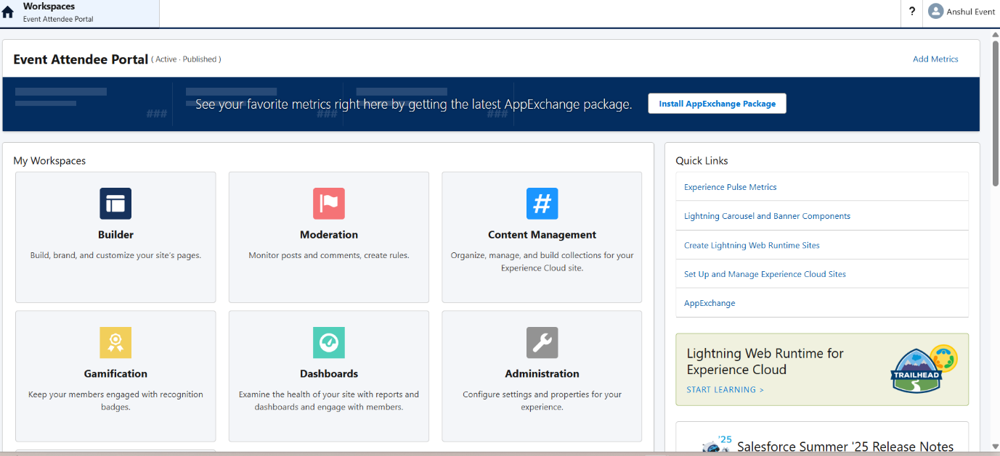 Workspaces
Event Attendee Portal
?
Anshul Event
Event Attendee Portal ( Active · Published )
Add Metrics
### ### ###
See your favorite metrics right here by getting the latest AppExchange package.
Install AppExchange Package
My Workspaces
Builder
Build, brand, and customize your site's pages.
Moderation
Monitor posts and comments, create rules.
#
Content Management
Organize, manage, and build collections for your
Experience Cloud site.
Gamification
Keep your members engaged with recognition
badges.
Dashboards
Examine the health of your site with reports and
dashboards and engage with members.
Administration
Configure settings and properties for your
experience.
Quick Links
Experience Pulse Metrics
Lightning Carousel and Banner Components
Create Lightning Web Runtime Sites
Set Up and Manage Experience Cloud Sites
AppExchange
Lightning Web Runtime for
Experience Cloud
START LEARNING >
TRAILHEAD
'25
Salesforce Summer '25 Release Notes